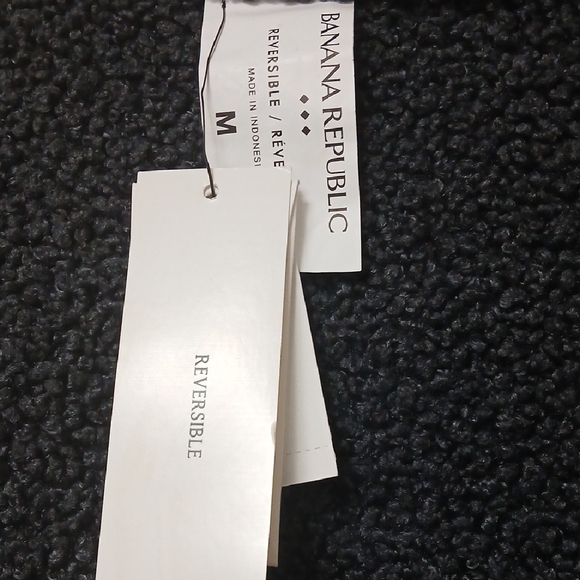 BANANA REPUBLIC
REVERSIBLE / RÉVE
MADE IN INDONESI
M
REVERSIBLE